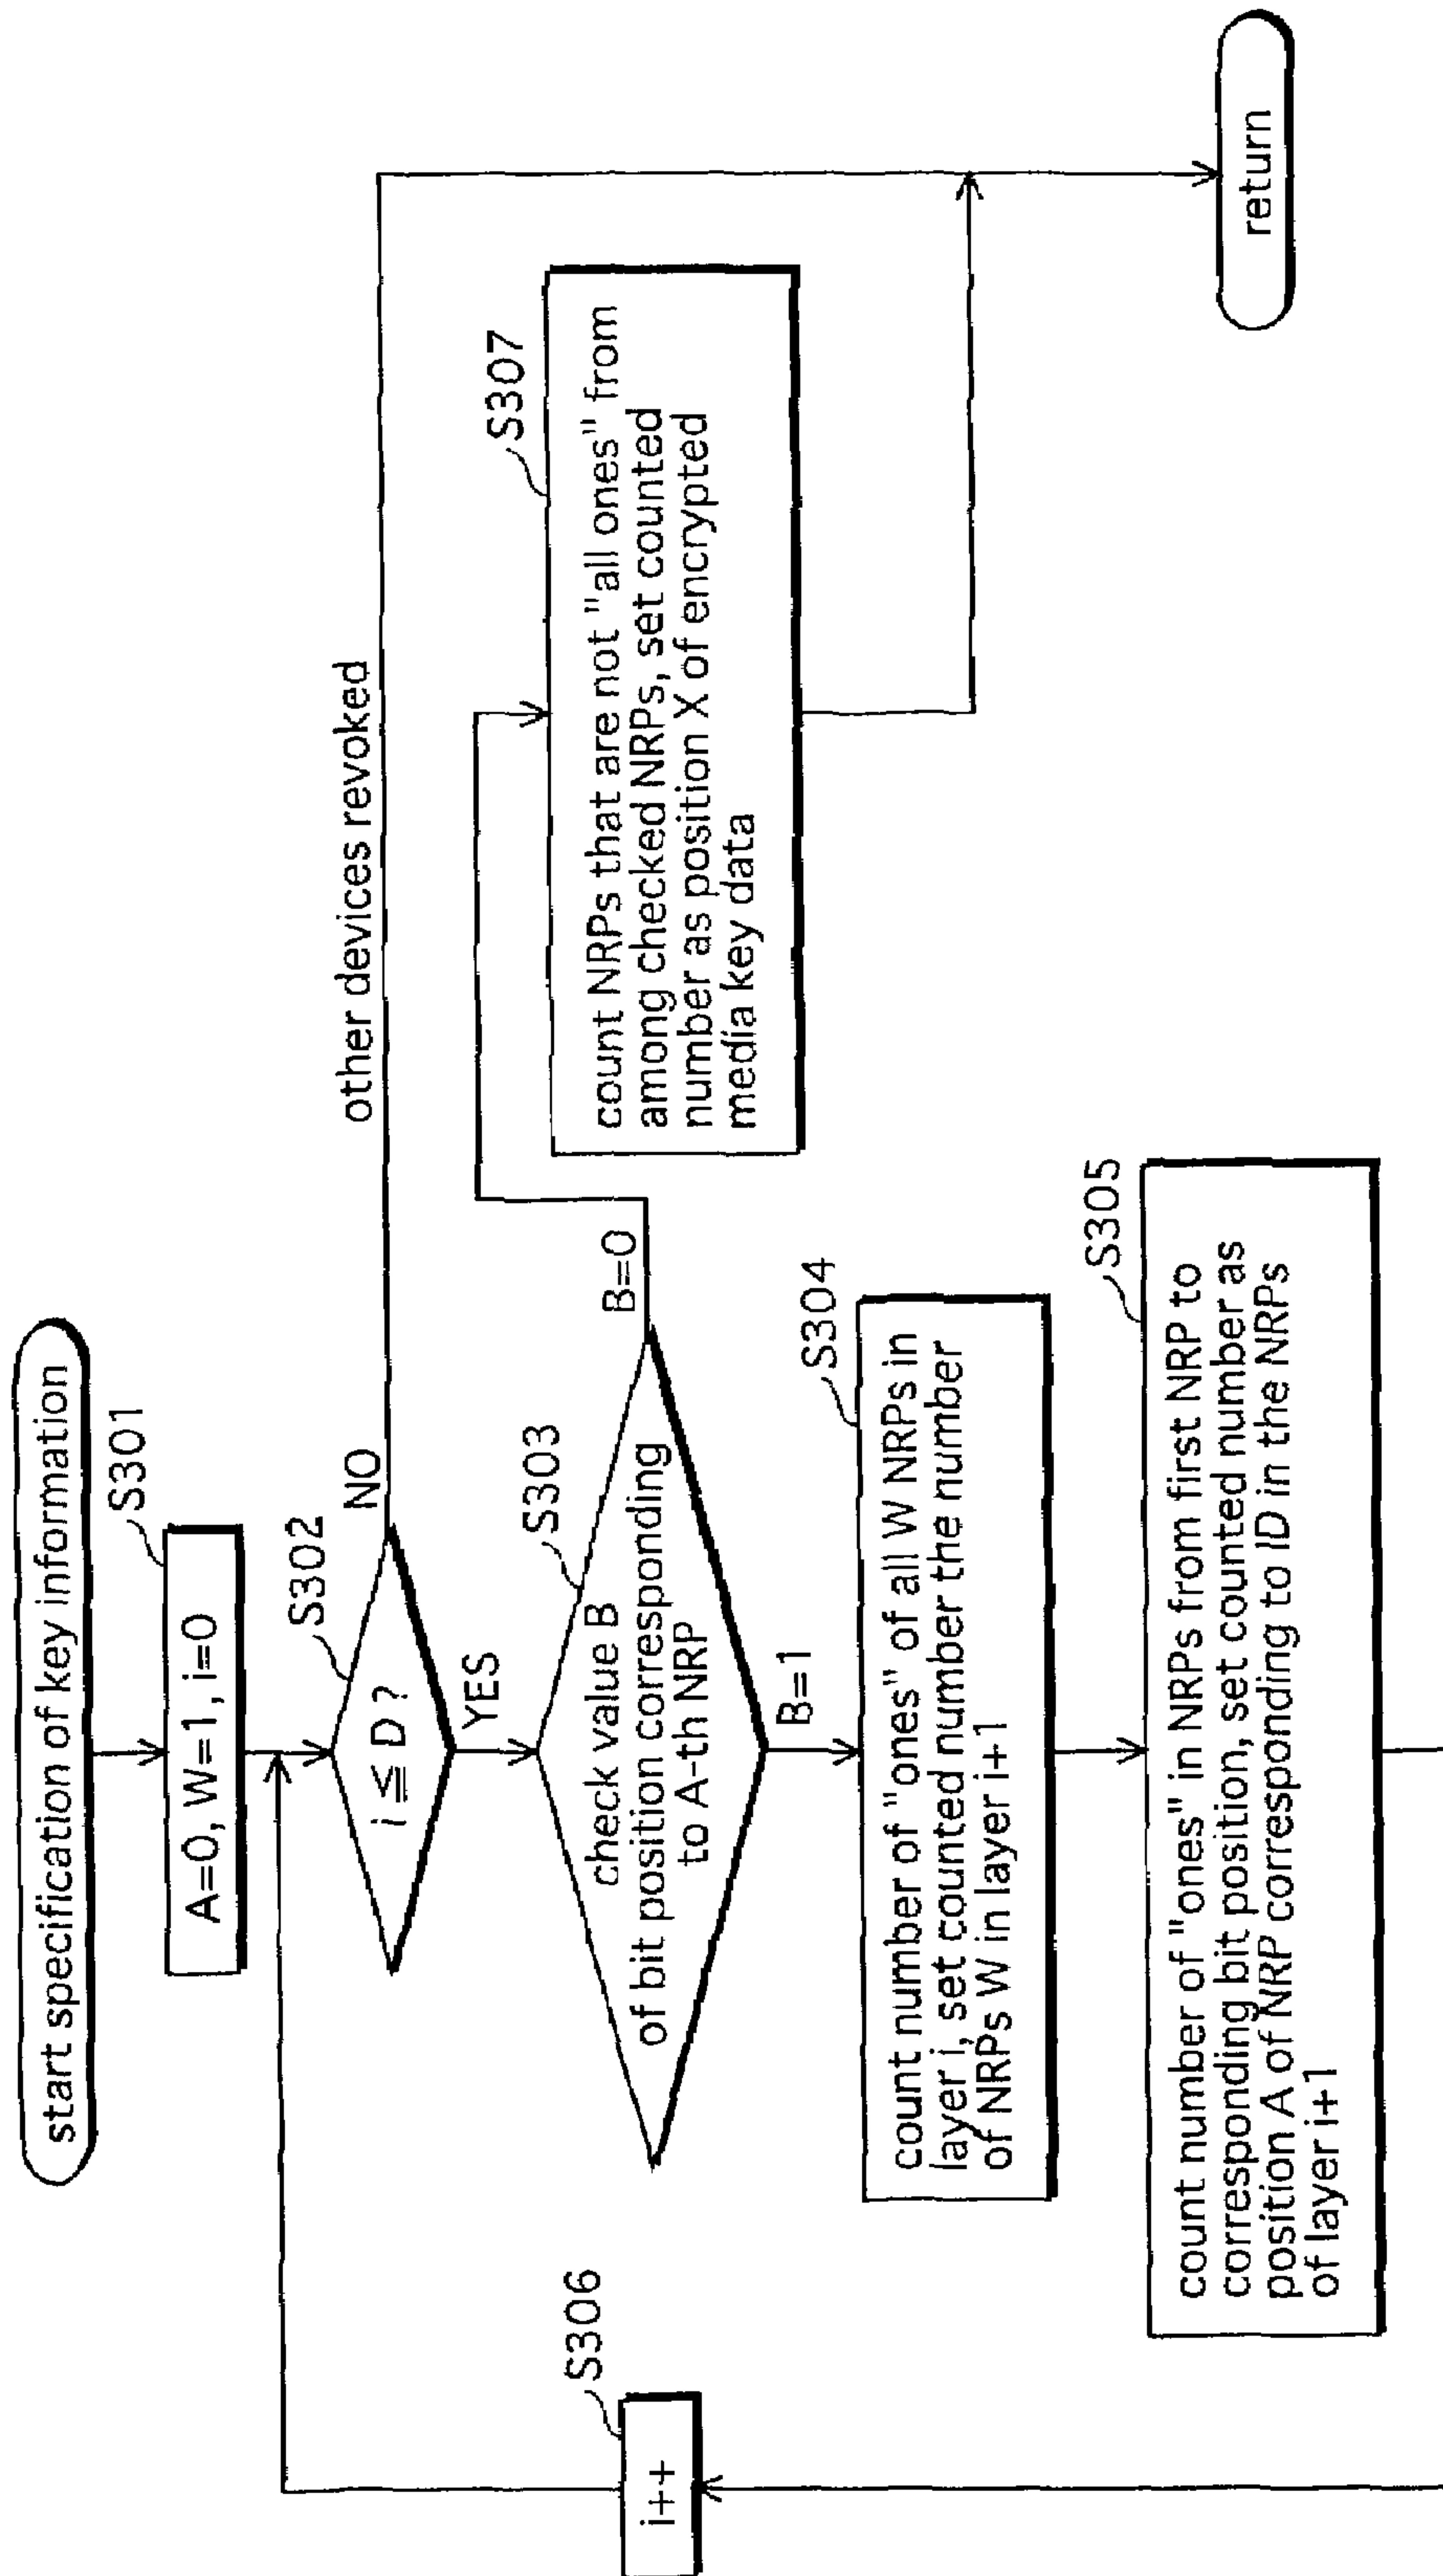 start specification of key information
S301
A=0, W=1, i=0
S302
i ≦ D ?
NO
other devices revoked
YES
S303
check value B
of bit position corresponding
to A-th NRP
B=0
B=1
S307
count NRPs that are not "all ones" from
among checked NRPs, set counted
number as position X of encrypted
media key data
S304
count number of "ones" of all W NRPs in
layer i, set counted number the number
of NRPs W in layer i+1
S305
count number of "ones" in NRPs from first NRP to
corresponding bit position, set counted number as
position A of NRP corresponding to ID in the NRPs
of layer i+1
S306
i++
return